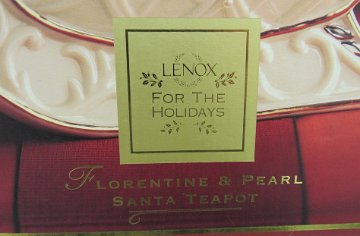 LENOX
FOR THE
HOLIDAYS
FLORENTINE & PEARL
SANTA TEAPOT